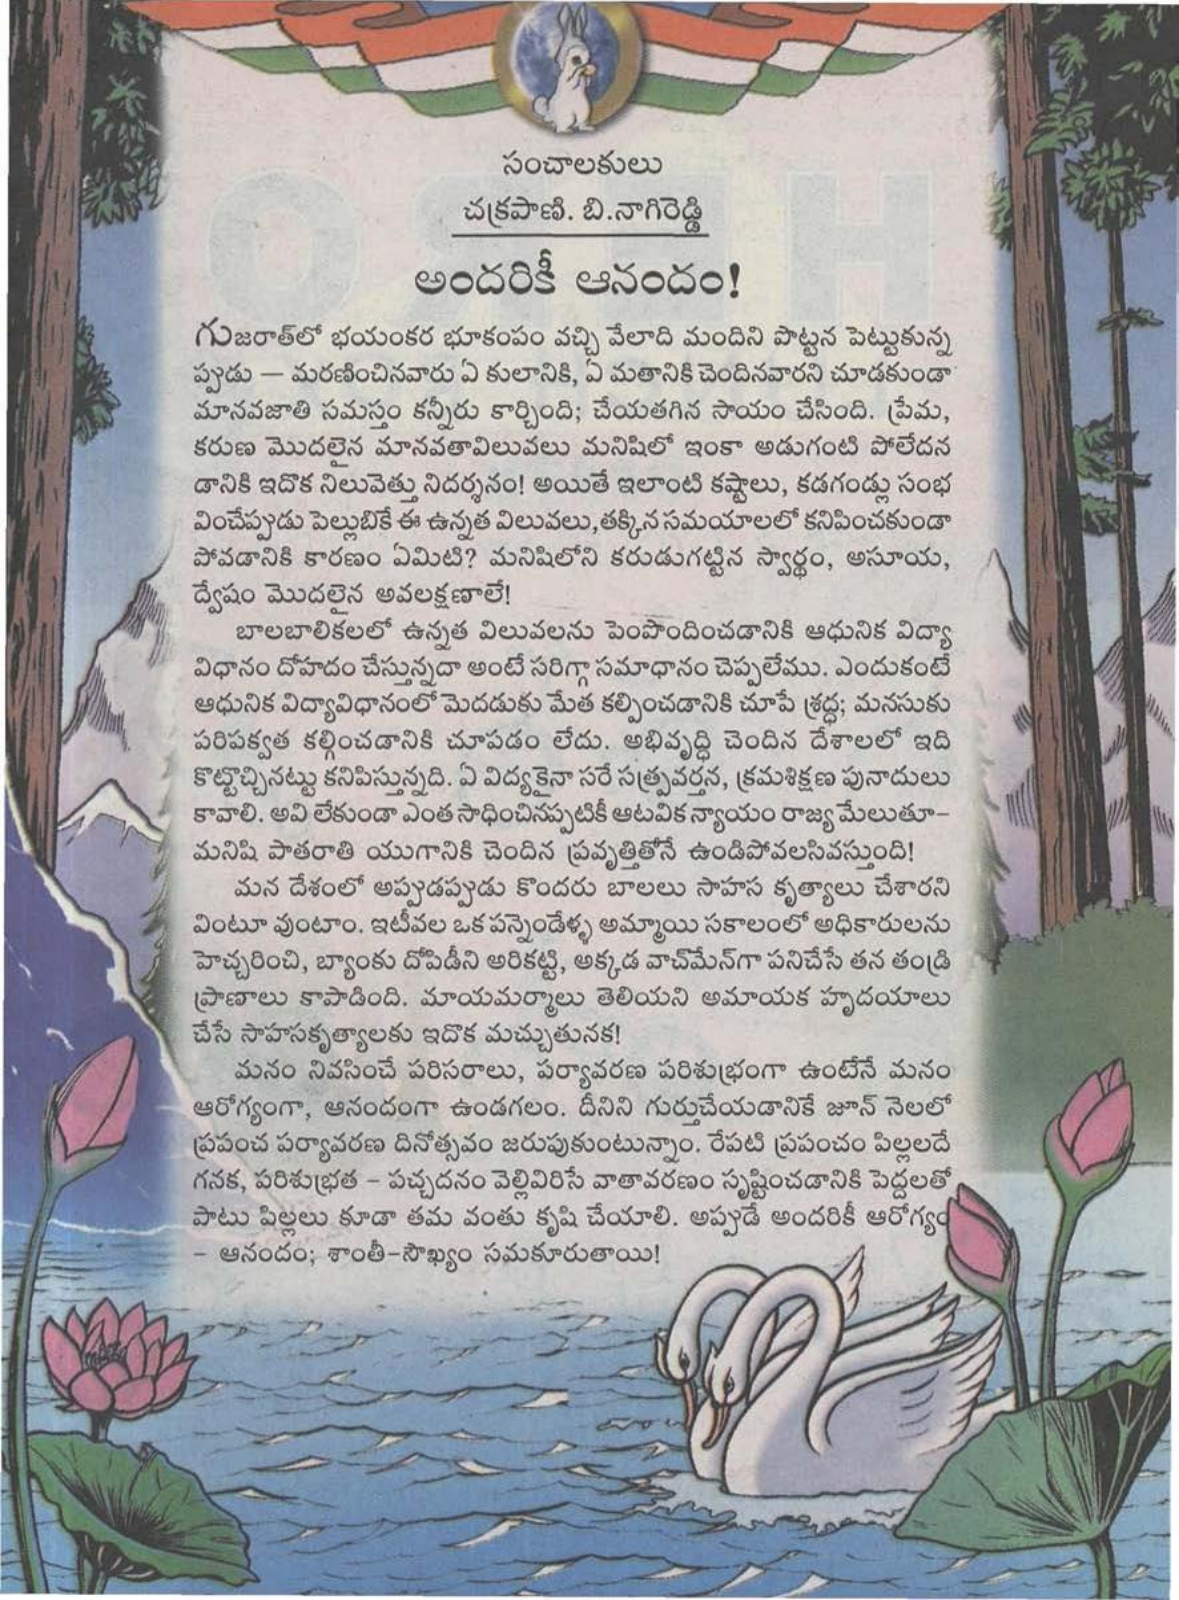 సంచాలకులు
చక్రపాణి. బి.నాగిరెడ్డి
అందరికీ ఆనందం!
గుజరాత్‌లో భయంకర భూకంపం వచ్చి వేలాది మందిని పొట్టన పెట్టుకున్న
ప్పుడు — మరణించినవారు ఏ కులానికి, ఏ మతానికి చెందినవారని చూడకుండా
మానవజాతి సమస్తం కన్నీరు కార్చింది; చేయతగిన సాయం చేసింది. ప్రేమ,
కరుణ మొదలైన మానవతావిలువలు మనిషిలో ఇంకా అడుగంటి పోలేదన
డానికి ఇదొక నిలువెత్తు నిదర్శనం! అయితే ఇలాంటి కష్టాలు, కడగండ్లు సంభ
వించేప్పుడు పెల్లుబికే ఈ ఉన్నత విలువలు,తక్కిన సమయాలలో కనిపించకుండా
పోవడానికి కారణం ఏమిటి? మనిషిలోని కరుడుగట్టిన స్వార్థం, అసూయ,
ద్వేషం మొదలైన అవలక్షణాలే!
బాలబాలికలలో ఉన్నత విలువలను పెంపొందించడానికి ఆధునిక విద్యా
విధానం దోహదం చేస్తున్నదా అంటే సరిగ్గా సమాధానం చెప్పలేము. ఎందుకంటే
ఆధునిక విద్యావిధానంలో మెదడుకు మేత కల్పించడానికి చూపే శ్రద్ధ; మనసుకు
పరిపక్వత కల్గించడానికి చూపడం లేదు. అభివృద్ధి చెందిన దేశాలలో ఇది
కొట్టొచ్చినట్టు కనిపిస్తున్నది. ఏ విద్యకైనా సరే సత్ప్రవర్తన, క్రమశిక్షణ పునాదులు
కావాలి. అవి లేకుండా ఎంత సాధించినప్పటికీ ఆటవిక న్యాయం రాజ్య మేలుతూ–
మనిషి పాతరాతి యుగానికి చెందిన ప్రవృత్తితోనే ఉండిపోవలసివస్తుంది!
మన దేశంలో అప్పుడప్పుడు కొందరు బాలలు సాహస కృత్యాలు చేశారని
వింటూ వుంటాం. ఇటీవల ఒక పన్నెండేళ్ళ అమ్మాయి సకాలంలో అధికారులను
హెచ్చరించి, బ్యాంకు దోపిడీని అరికట్టి, అక్కడ వాచ్‌మేన్‌గా పనిచేసే తన తండ్రి
ప్రాణాలు కాపాడింది. మాయమర్మాలు తెలియని అమాయక హృదయాలు
చేసే సాహసకృత్యాలకు ఇదొక మచ్చుతునక!
మనం నివసించే పరిసరాలు, పర్యావరణ పరిశుభ్రంగా ఉంటేనే మనం
ఆరోగ్యంగా, ఆనందంగా ఉండగలం. దీనిని గుర్తుచేయడానికే జూన్ నెలలో
ప్రపంచ పర్యావరణ దినోత్సవం జరుపుకుంటున్నాం. రేపటి ప్రపంచం పిల్లలదే
గనక, పరిశుభ్రత – పచ్చదనం వెల్లివిరిసే వాతావరణం సృష్టించడానికి పెద్దలతో
పాటు పిల్లలు కూడా తమ వంతు కృషి చేయాలి. అప్పుడే అందరికీ ఆరోగ్యం
– ఆనందం; శాంతీ–సౌఖ్యం సమకూరుతాయి!